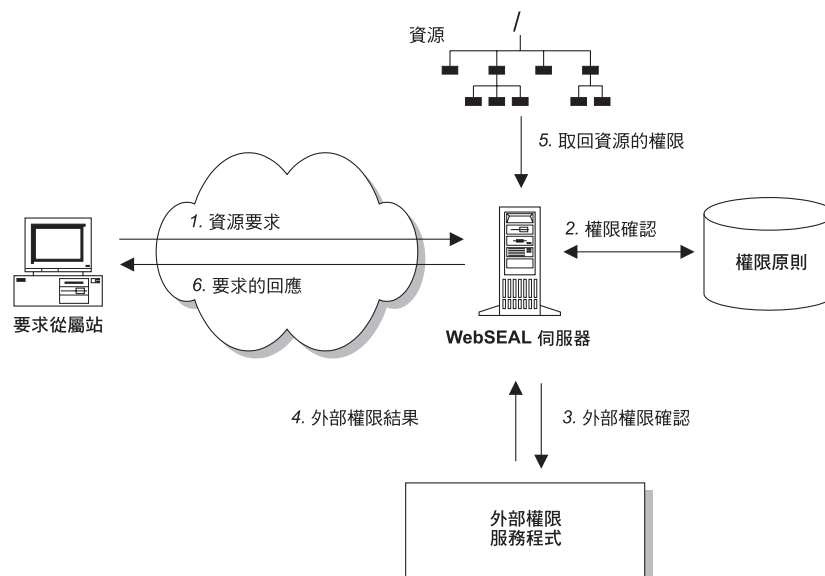 資源
/
5. 取回資源的權限
1. 資源要求
2. 權限確認
權限原則
6. 要求的回應
要求從屬站
WebSEAL 伺服器
4. 外部權限結果
3. 外部權限確認
外部權限
服務程式